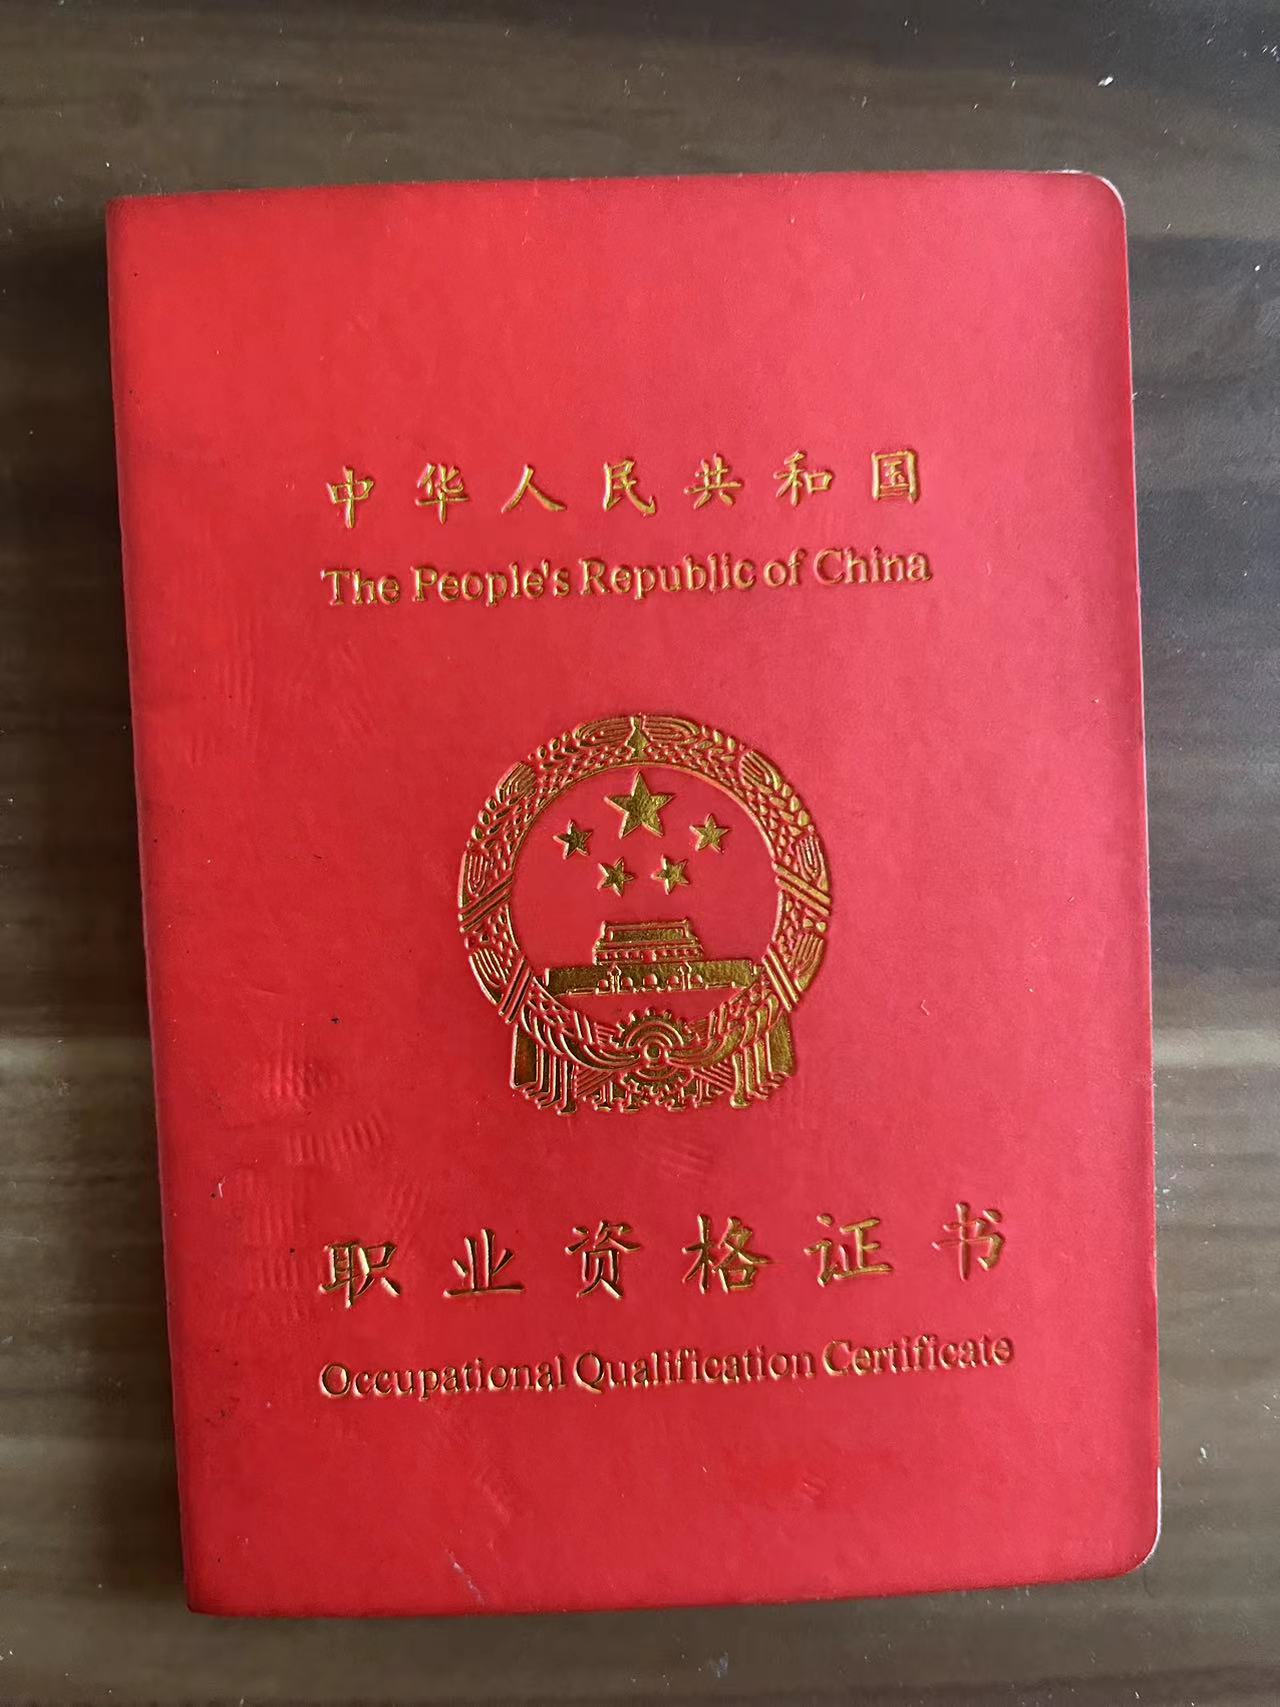 中华人民共和国
The People's Republic of China
职业资格证书
Occupational Qualification Certificate